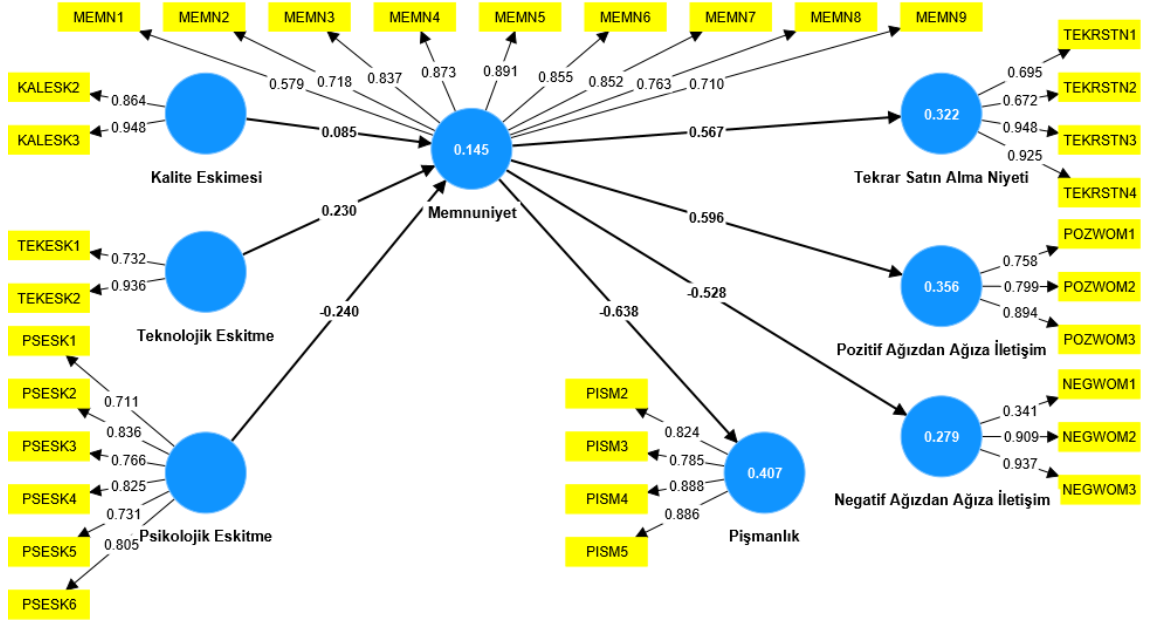 MEMN1
MEMN2
MEMN3
MEMN4
MEMN5
MEMN6
MEMN7
MEMN8
MEMN9
0.579
0.718
0.837
0.873
0.891
0.855
0.852
0.763
0.710
KALESK2
KALESK3
0.864
0.948
Kalite Eskimesi
0.085
0.145
Memnuniyet
TEKESK1
TEKESK2
0.732
0.936
Teknolojik Eskitme
0.230
PSESK1
PSESK2
PSESK3
PSESK4
PSESK5
PSESK6
0.711
0.836
0.766
0.825
0.731
0.805
Psikolojik Eskitme
-0.240
0.567
0.322
Tekrar Satın Alma Niyeti
0.695
0.672
0.948
0.925
TEKRSTN1
TEKRSTN2
TEKRSTN3
TEKRSTN4
0.596
0.356
Pozitif Ağızdan Ağıza İletişim
0.758
0.799
0.894
POZWOM1
POZWOM2
POZWOM3
-0.528
0.279
Negatif Ağızdan Ağıza İletişim
0.341
0.909
0.937
NEGWOM1
NEGWOM2
NEGWOM3
-0.638
0.407
Pişmanlık
PISM2
PISM3
PISM4
PISM5
0.824
0.785
0.888
0.886